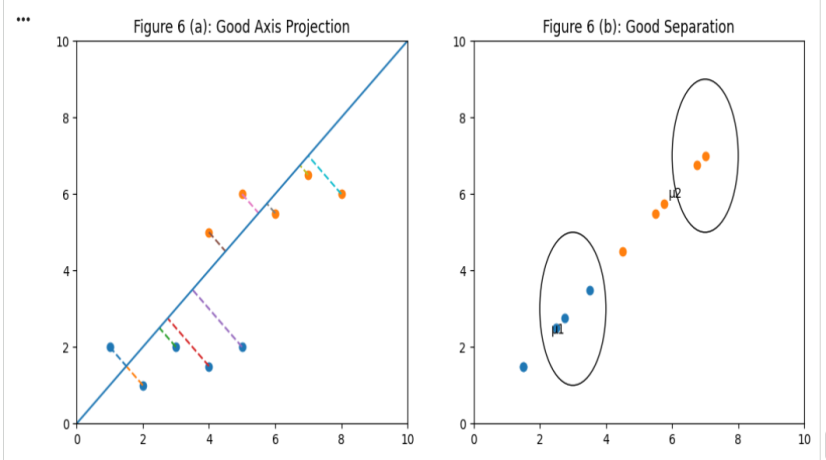 •••
Figure 6 (a): Good Axis Projection
10
8
6
4
2
0
0 2 4 6 8 10
Figure 6 (b): Good Separation
10
8
6
4
2
0
μ2
μ1
0 2 4 6 8 10